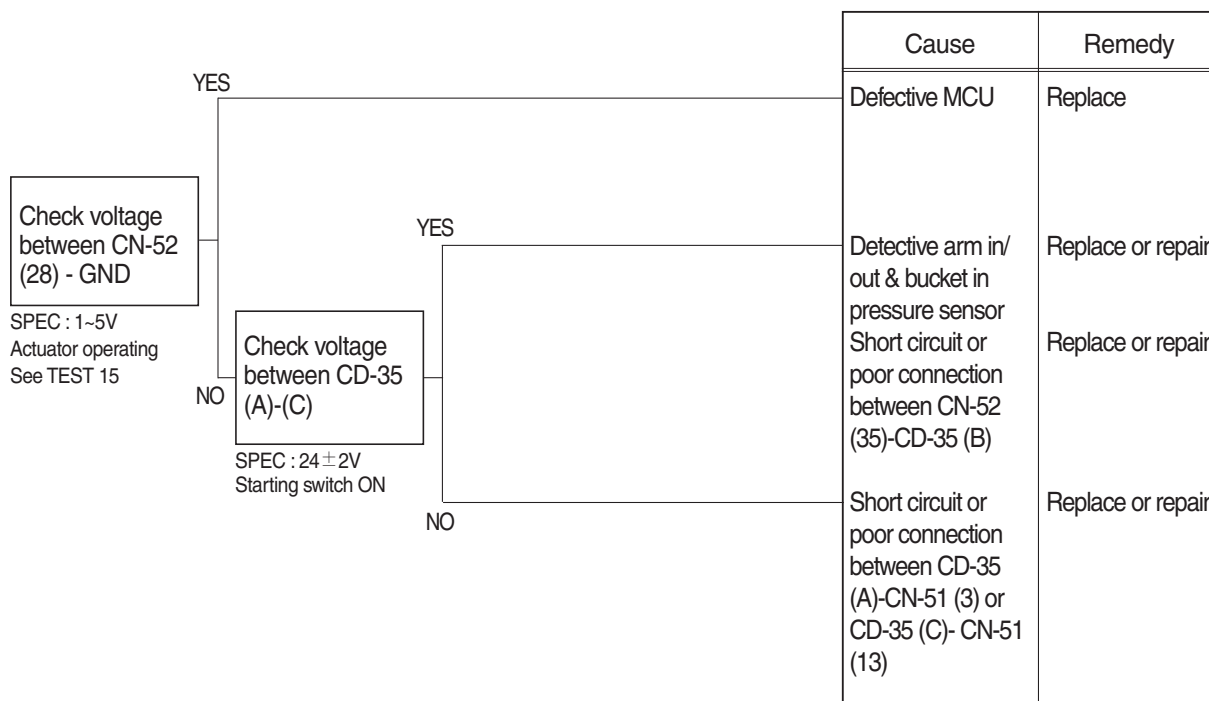 Cause Remedy
YES
Defective MCU Replace
Check voltage
between CN-52
(28) - GND
SPEC : 1~5V
Actuator operating
See TEST 15
NO
YES
Check voltage
between CD-35
(A)-(C)
SPEC : 24±2V
Starting switch ON
NO
Detective arm in/ Replace or repair
out & bucket in
pressure sensor
Short circuit or Replace or repair
poor connection
between CN-52
(35)-CD-35 (B)
Short circuit or Replace or repair
poor connection
between CD-35
(A)-CN-51 (3) or
CD-35 (C)- CN-51
(13)